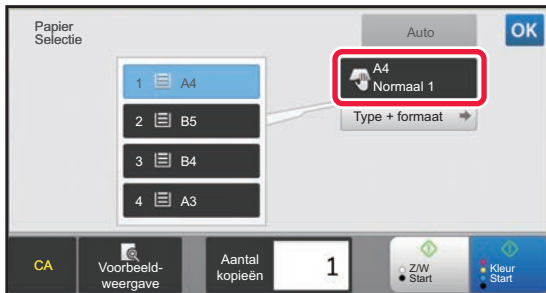 Papier
Selectie
Auto
OK
1 A4
2 B5
3 B4
4 A3
A4
Normaal 1
Type + formaat
CA
Voorbeeld-
weergave
Aantal
kopieën
1
Z/W
Start
Kleur
Start